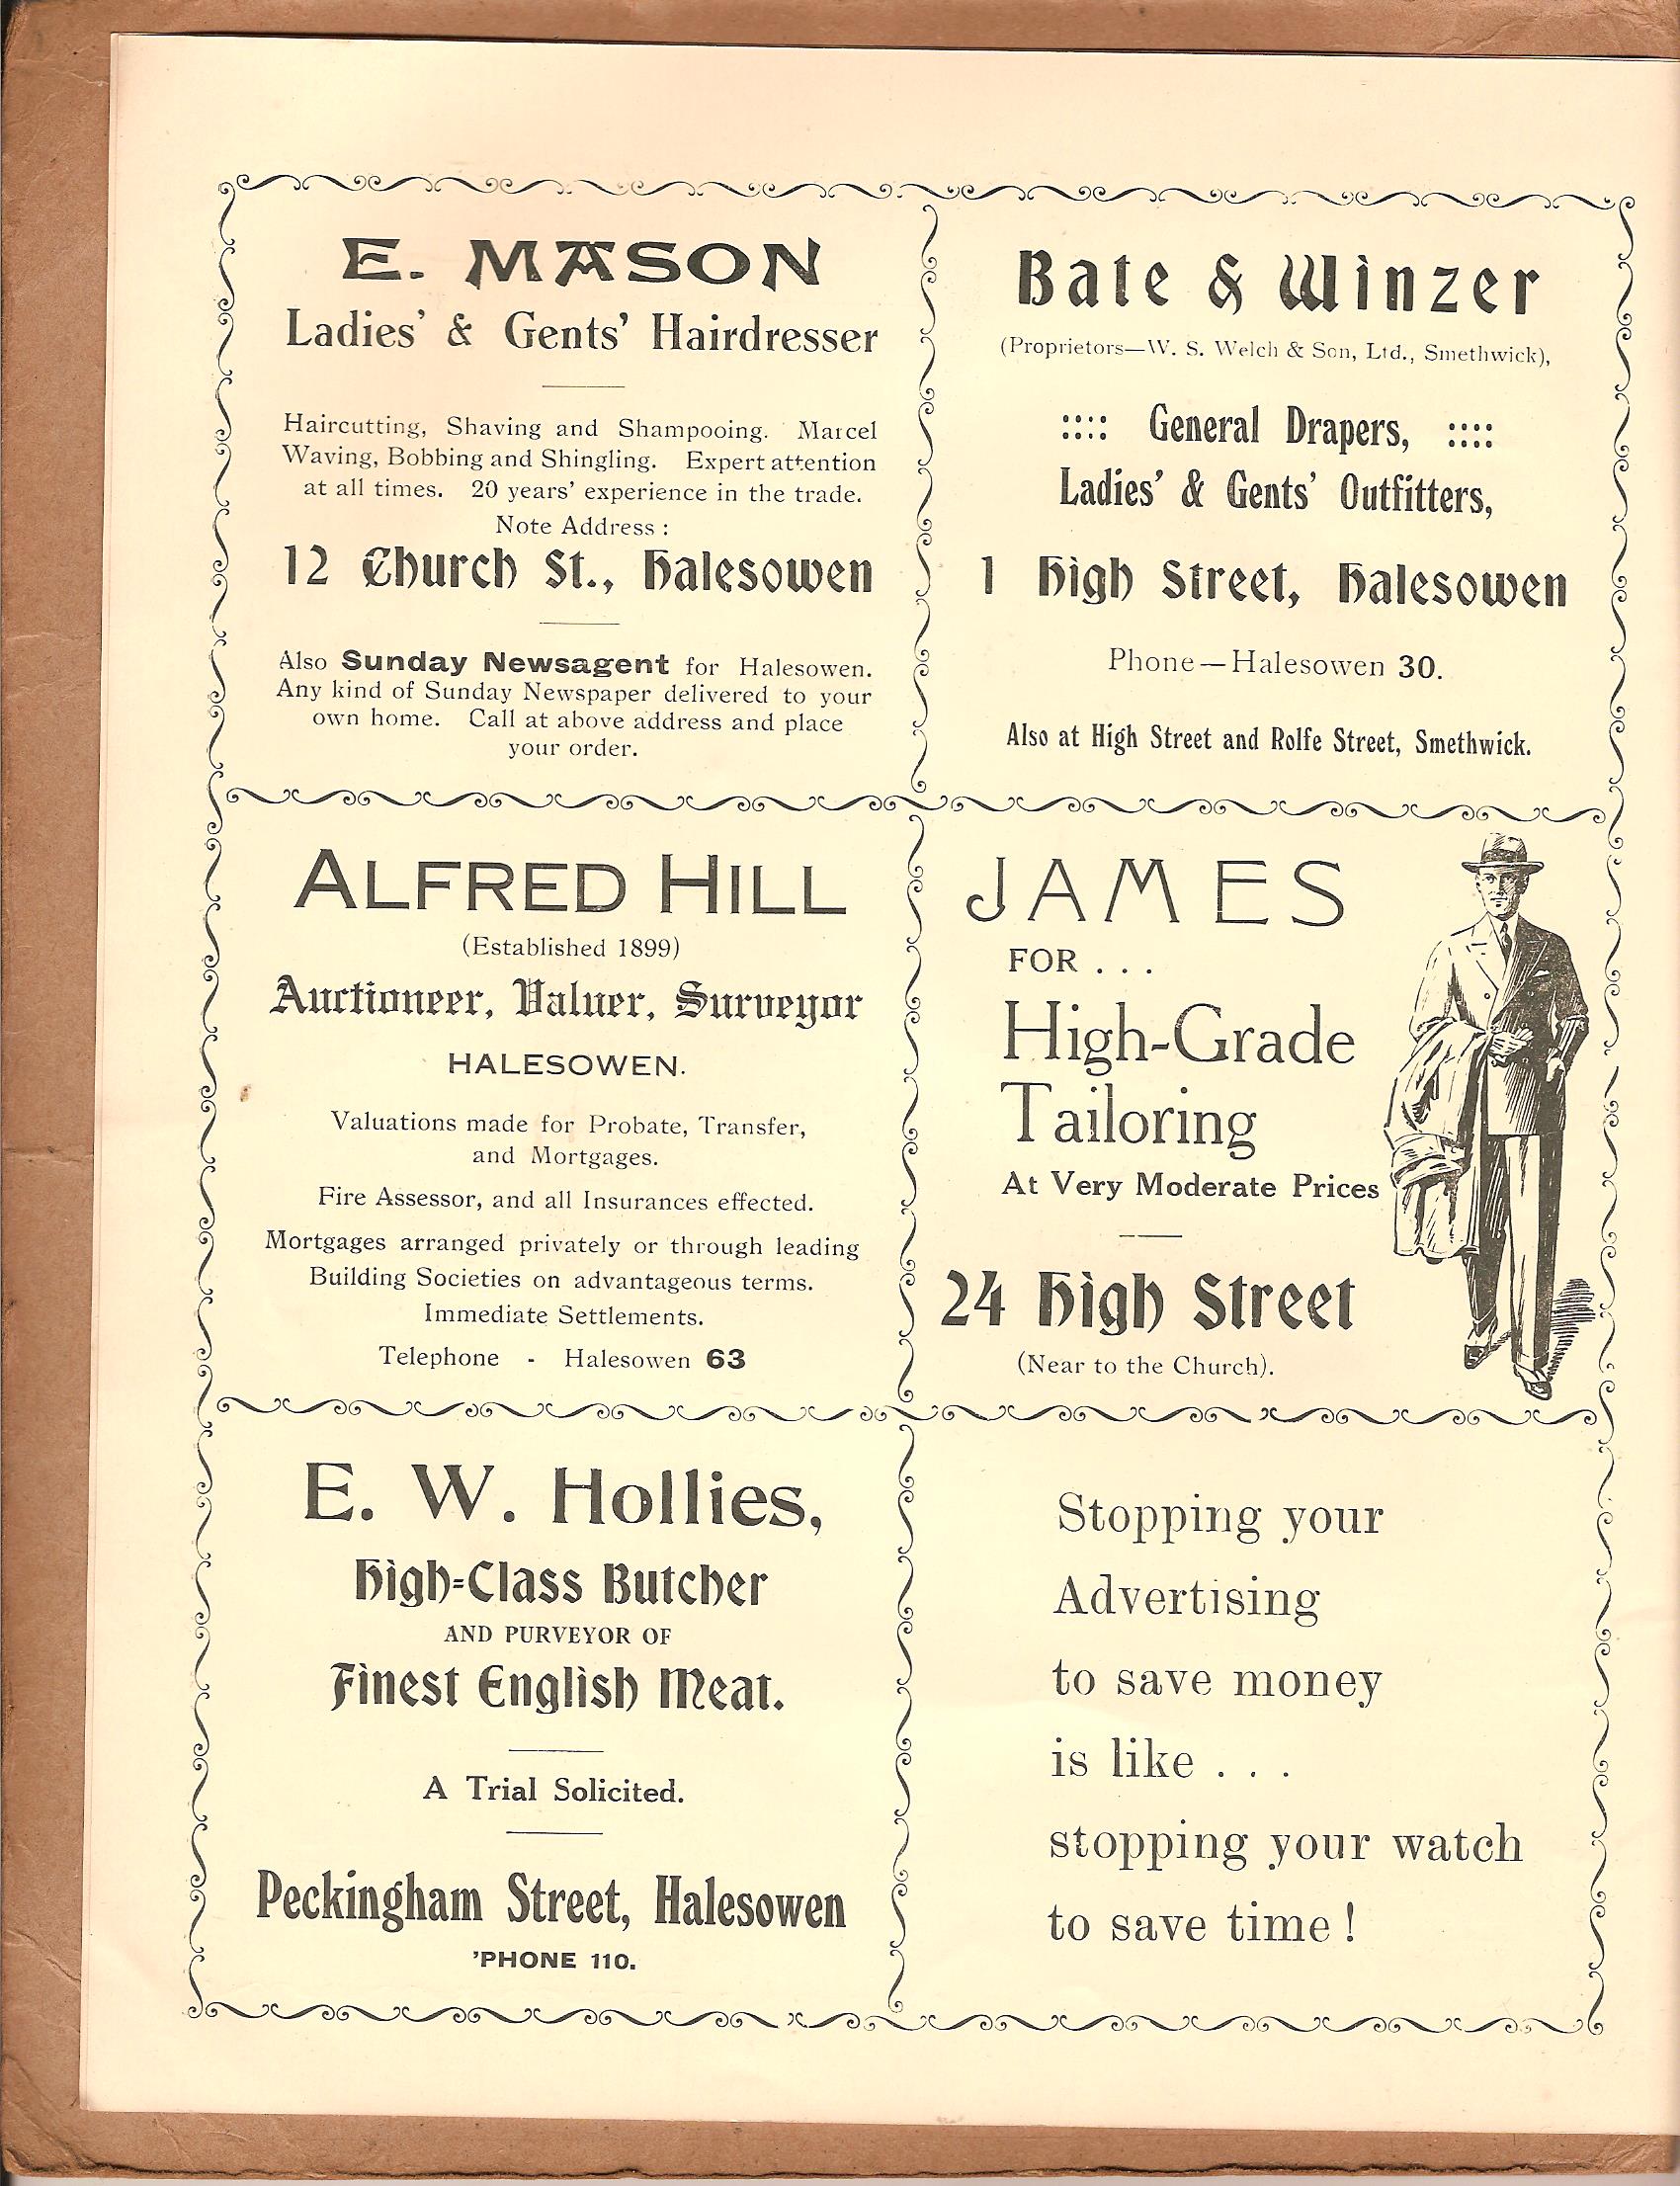 E. MASON
Ladies' & Gents' Hairdresser
Haircutting, Shaving and Shampooing. Marcel
Waving, Bobbing and Shingling. Expert attention
at all times. 20 years' experience in the trade.
Note Address :
12 Church St., Halesowen
Also Sunday Newsagent for Halesowen.
Any kind of Sunday Newspaper delivered to your
own home. Call at above address and place
your order.
Bate & Winzer
(Proprietors—W. S. Welch & Son, Ltd., Smethwick),
:::: General Drapers, ::::
Ladies' & Gents' Outfitters,
1 High Street, Halesowen
Phone—Halesowen 30.
Also at High Street and Rolfe Street, Smethwick.
ALFRED HILL
(Established 1899)
Auctioneer, Valuer, Surveyor
HALESOWEN.
Valuations made for Probate, Transfer,
and Mortgages.
Fire Assessor, and all Insurances effected.
Mortgages arranged privately or through leading
Building Societies on advantageous terms.
Immediate Settlements.
Telephone - Halesowen 63
JAMES
FOR . . .
High-Grade
Tailoring
At Very Moderate Prices
24 High Street
(Near to the Church).
E. W. Hollies,
High-Class Butcher
AND PURVEYOR OF
Finest English Meat.
A Trial Solicited.
Peckingham Street, Halesowen
'PHONE 110.
Stopping your
Advertising
to save money
is like . . .
stopping your watch
to save time !